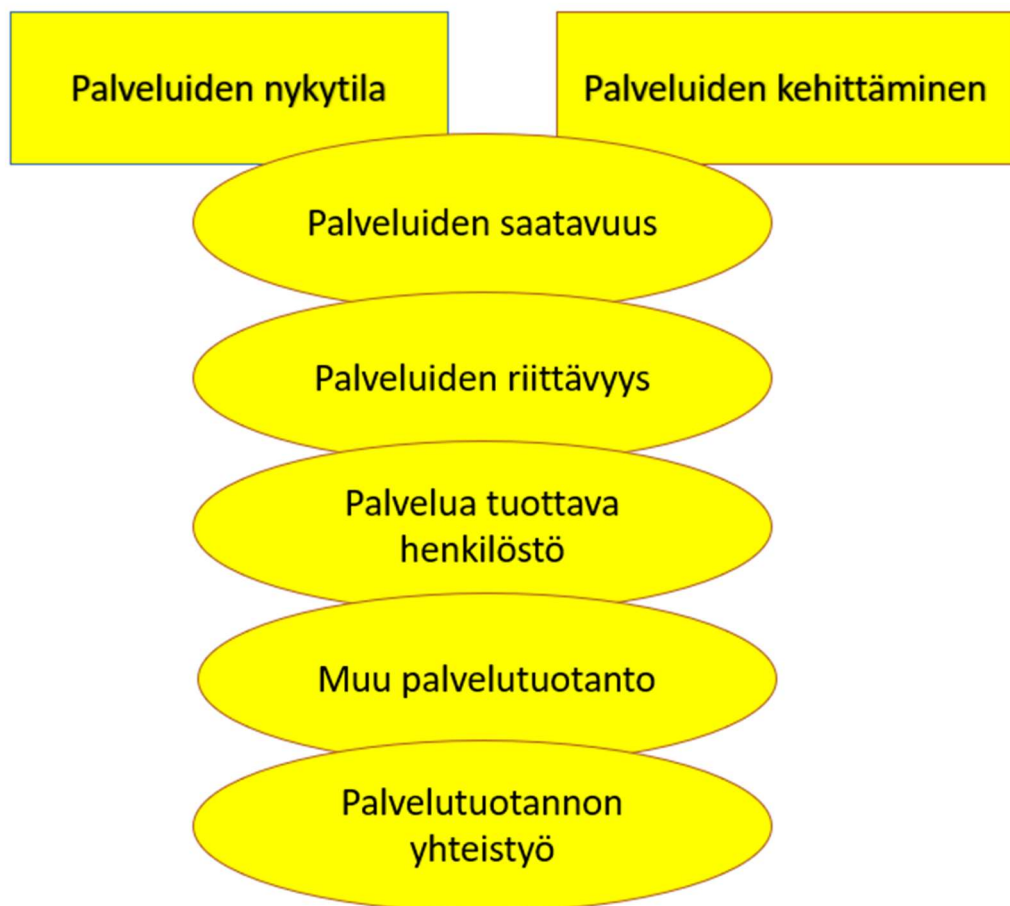 Palveluiden nykytila
Palveluiden kehittäminen
Palveluiden saatavuus
Palveluiden riittävyys
Palvelua tuottava
henkilöstö
Muu palvelutuotanto
Palvelutuotannon
yhteistyö